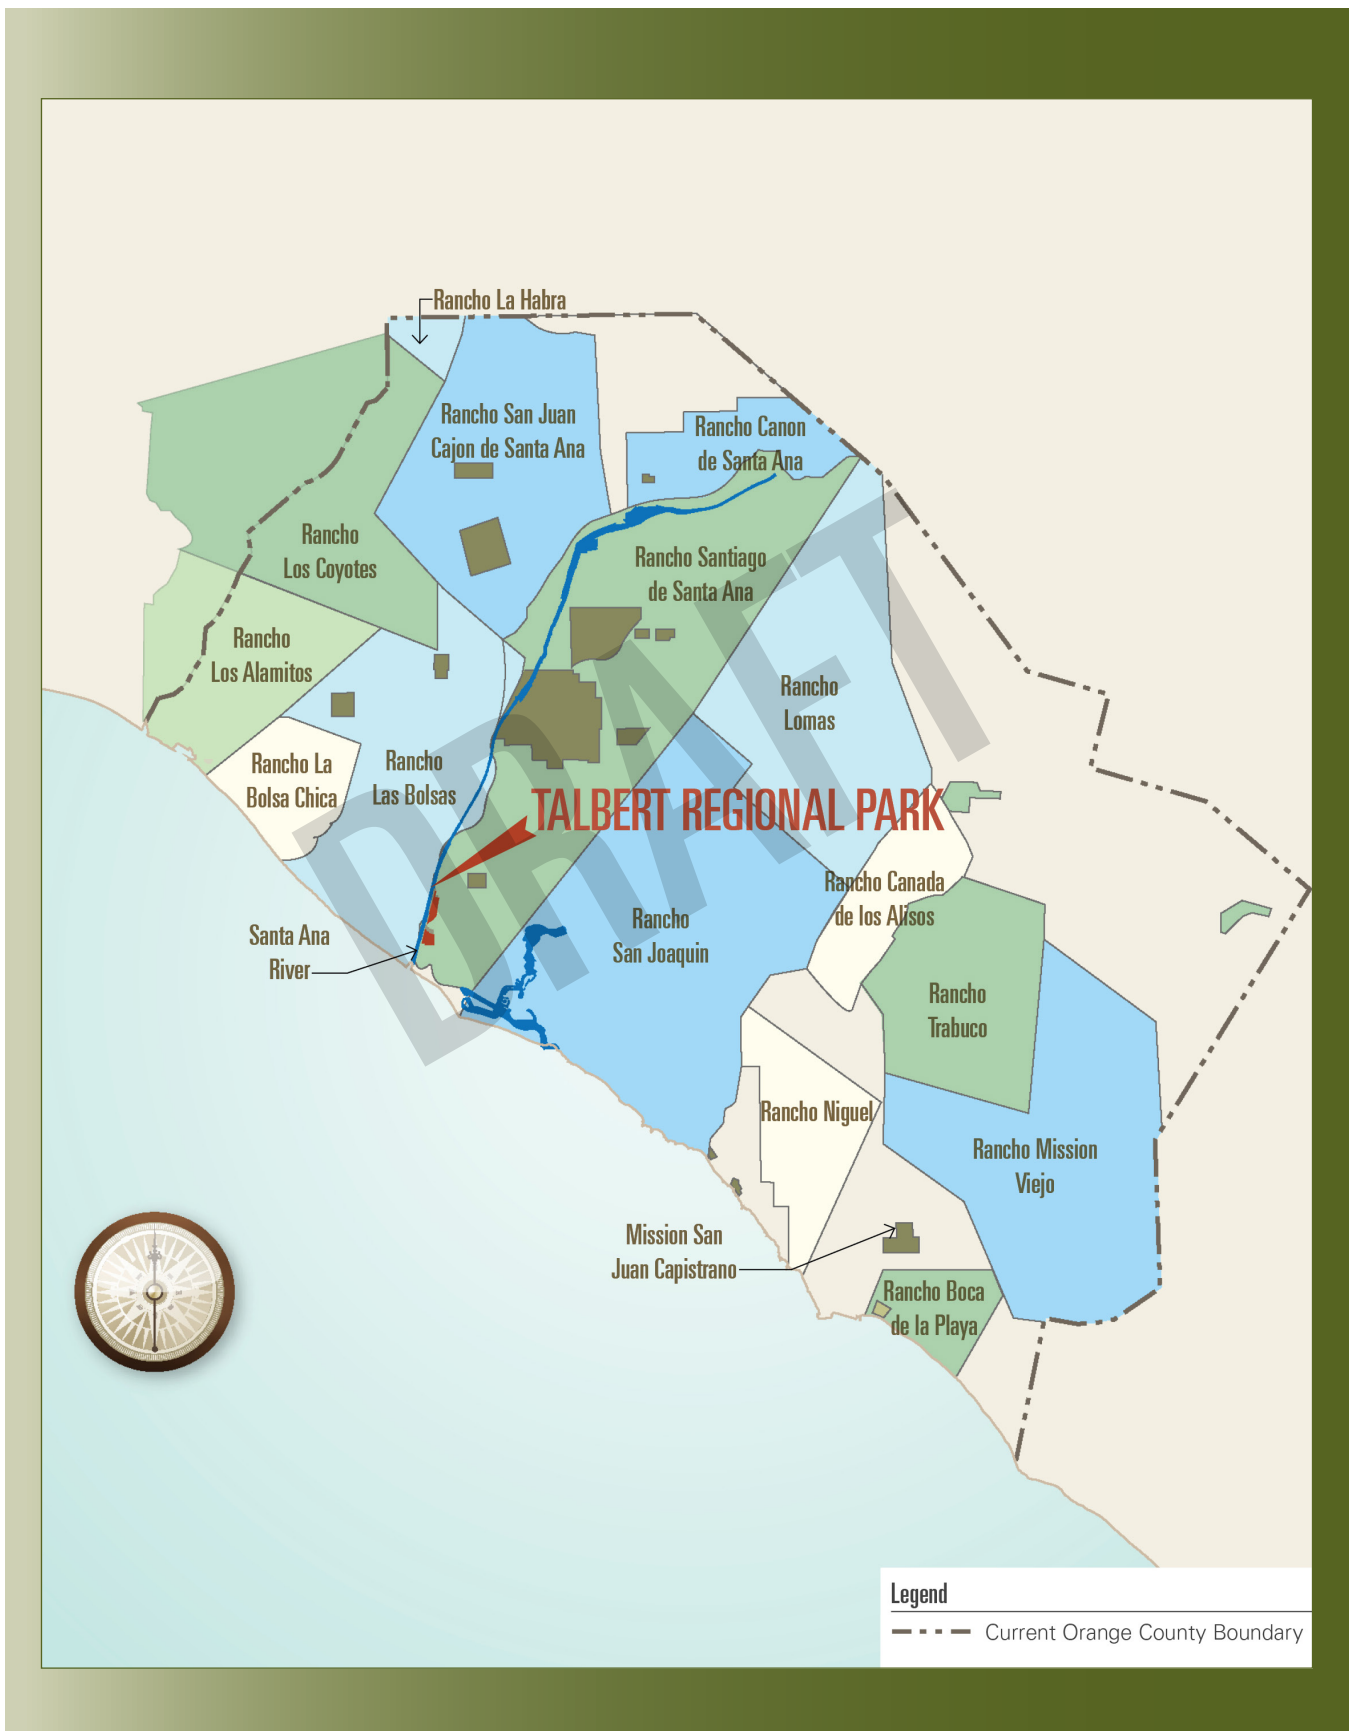 Rancho La Habra
Rancho San Juan
Cajon de Santa Ana
Rancho Canon
de Santa Ana
Rancho
Los Coyotes
Rancho Santiago
de Santa Ana
Rancho
Los Alamitos
Rancho
Lomas
Rancho La
Bolsa Chica
Rancho
Las Bolsas
TALBERT REGIONAL PARK
Rancho Canada
de los Alisos
Santa Ana
River
Rancho
San Joaquin
Rancho
Trabuco
Rancho Niguel
Rancho Mission
Viejo
Mission San
Juan Capistrano
Rancho Boca
de la Playa
DRAFT
Legend
Current Orange County Boundary